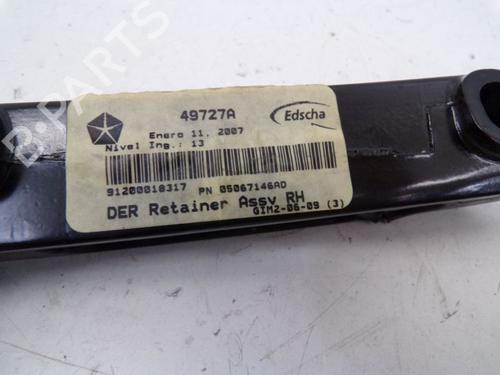 49727A
Edscha
Enero 11, 2007
Nivel Ing.: 13
91200018317 PN 05067146AD
DER Retainer Assy RH
GIM2-06-09 (3)
B-PARTS